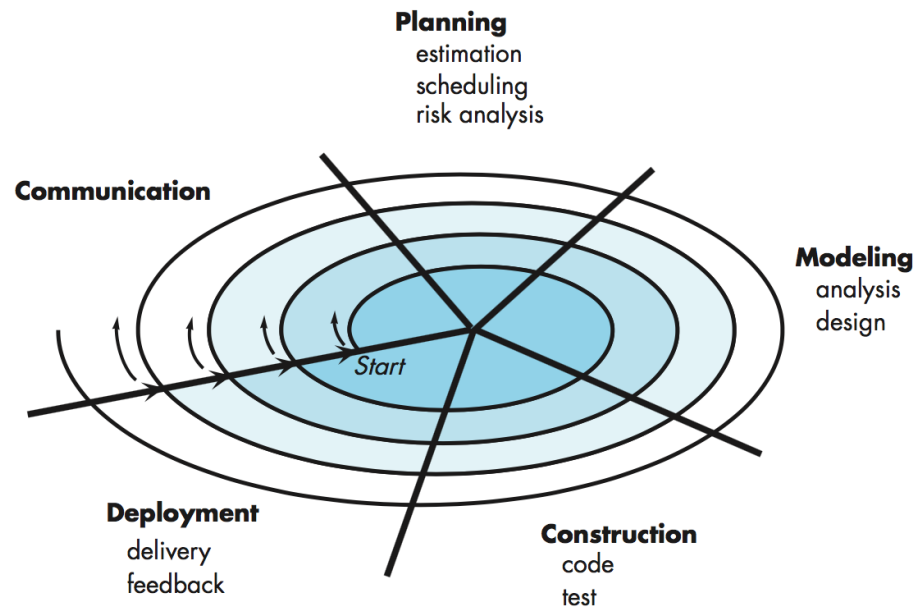 Planning
estimation
scheduling
risk analysis
Communication
Modeling
analysis
design
Start
Deployment
delivery
feedback
Construction
code
test